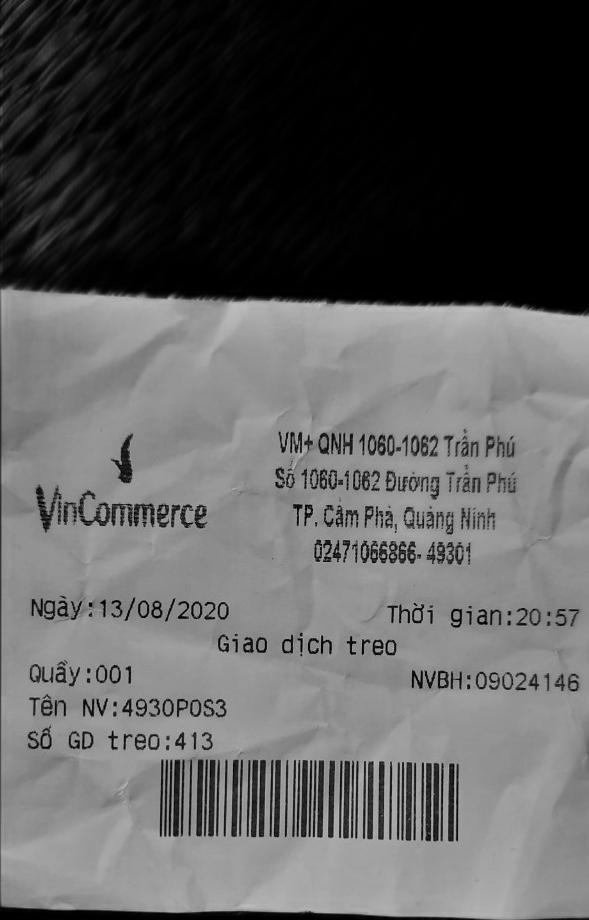 VinCommerce
VM+ QNH 1060-1062 Trần Phú
Số 1060-1062 Đường Trần Phú
TP. Cẩm Phả, Quảng Ninh
02471066866- 49301
Ngày:13/08/2020 Thời gian:20:57
Giao dịch treo
Quầy:001 NVBH:09024146
Tên NV:4930POS3
Số GD treo:413